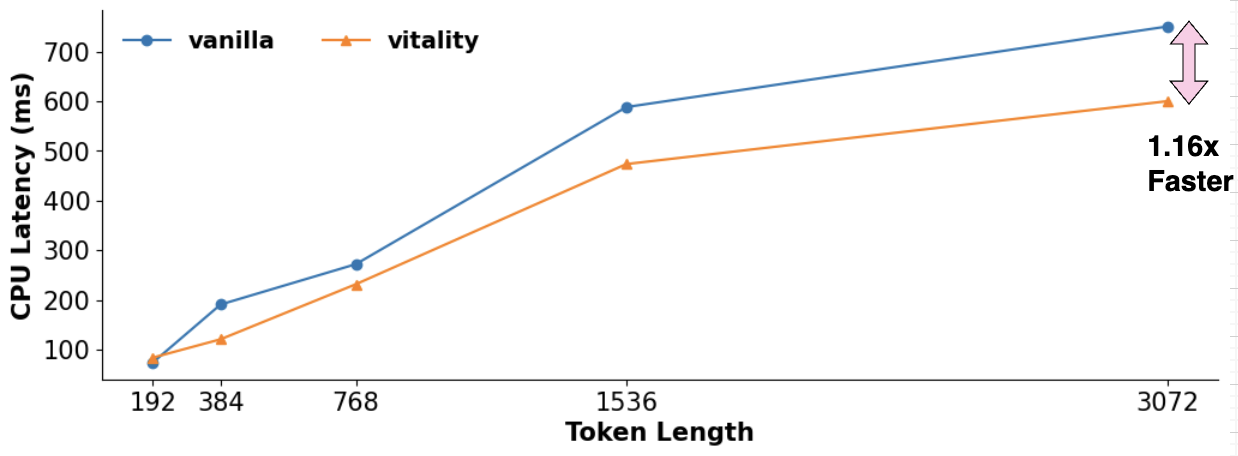 vanilla
vitality
700
600
500
400
300
200
100
CPU Latency (ms)
1.16x
Faster
192 384 768 1536 3072
Token Length